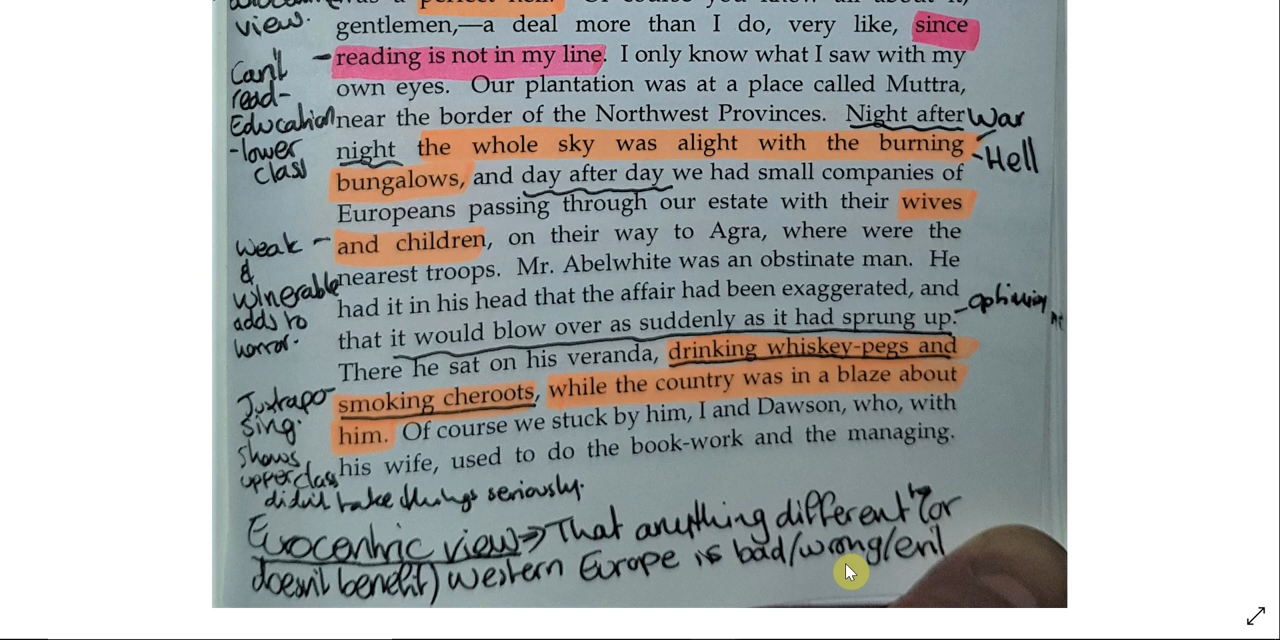 view.
gentlemen,—a deal more than I do, very like, since
reading is not in my line. I only know what I saw with my
own eyes. Our plantation was at a place called Muttra,
near the border of the Northwest Provinces. Night after
night the whole sky was alight with the burning
bungalows, and day after day we had small companies of
Europeans passing through our estate with their wives
and children, on their way to Agra, where were the
nearest troops. Mr. Abelwhite was an obstinate man. He
had it in his head that the affair had been exaggerated, and
that it would blow over as suddenly as it had sprung up.
There he sat on his veranda, drinking whiskey-pegs and
smoking cheroots, while the country was in a blaze about
him. Of course we stuck by him, I and Dawson, who, with
his wife, used to do the book-work and the managing.
Can't
read-
Education
-lower
class
War
-Hell
weak -
&
vulnerable
adds to
horror.
Juxtapo
sing.
shows
upper class
didn't take things seriously.
Eurocentric view => That anything different (or
doesn't benefit) Western Europe is bad/wrong/evil